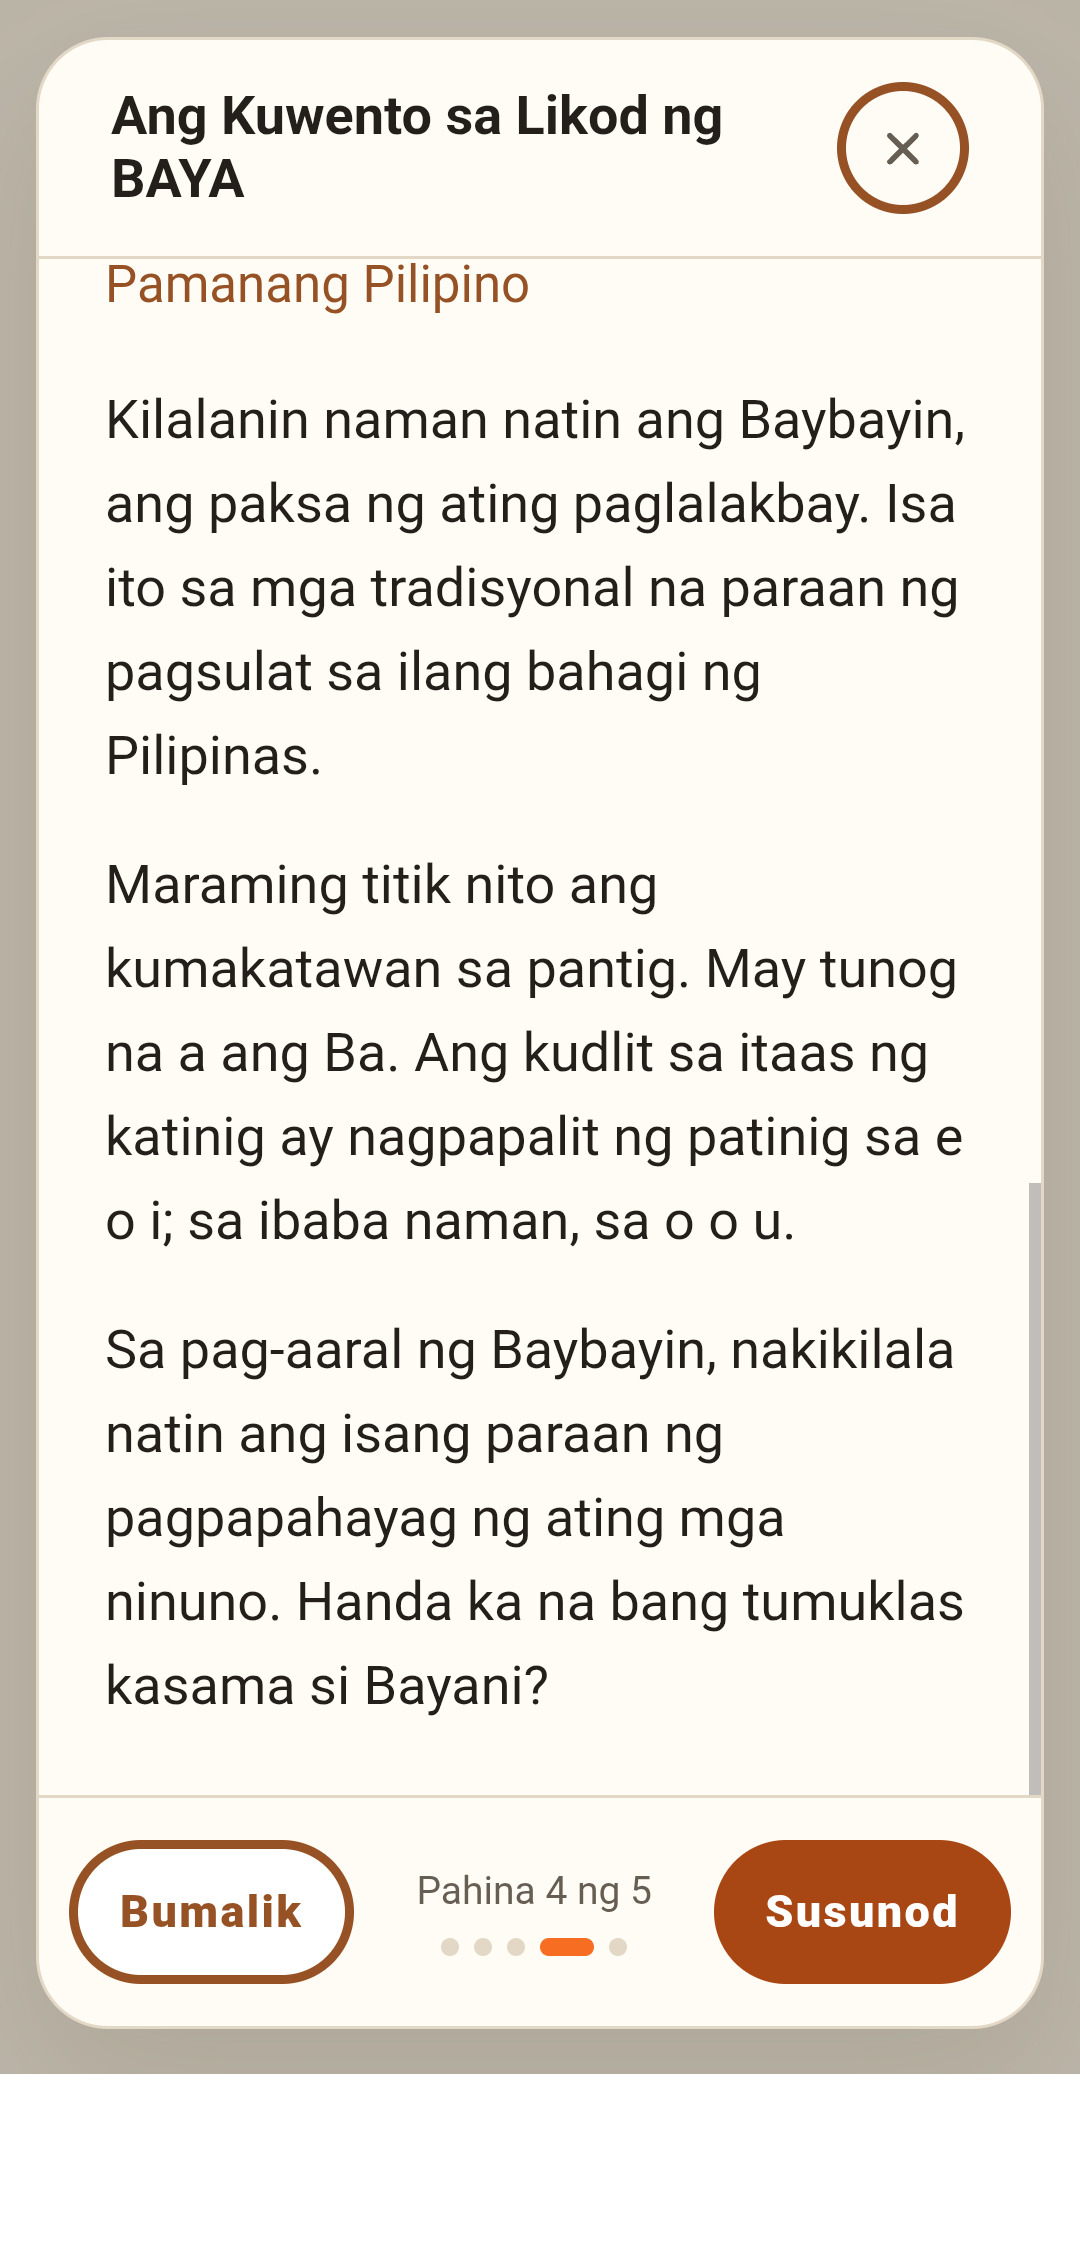 Ang Kuwento sa Likod ng
BAYA
Pamanang Pilipino
Kilalanin naman natin ang Baybayin,
ang paksa ng ating paglalakbay. Isa
ito sa mga tradisyonal na paraan ng
pagsulat sa ilang bahagi ng
Pilipinas.
Maraming titik nito ang
kumakatawan sa pantig. May tunog
na a ang Ba. Ang kudlit sa itaas ng
katinig ay nagpapalit ng patinig sa e
o i; sa ibaba naman, sa o o u.
Sa pag-aaral ng Baybayin, nakikilala
natin ang isang paraan ng
pagpapahayag ng ating mga
ninuno. Handa ka na bang tumuklas
kasama si Bayani?
Bumalik
Pahina 4 ng 5
Susunod